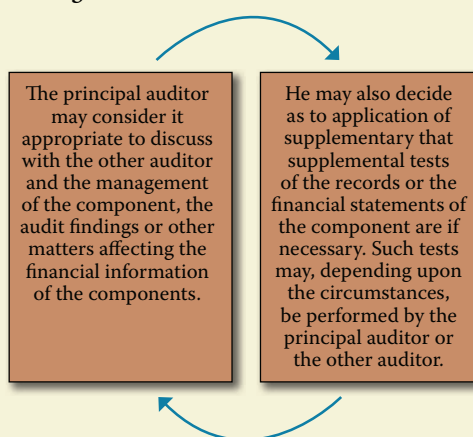 The principal auditor
may consider it
appropriate to discuss
with the other auditor
and the management
of the component, the
audit findings or other
matters affecting the
financial information
of the components.
He may also decide
as to application of
supplementary that
supplemental tests
of the records or the
financial statements of
the component are if
necessary. Such tests
may, depending upon
the circumstances,
be performed by the
principal auditor or
the other auditor.